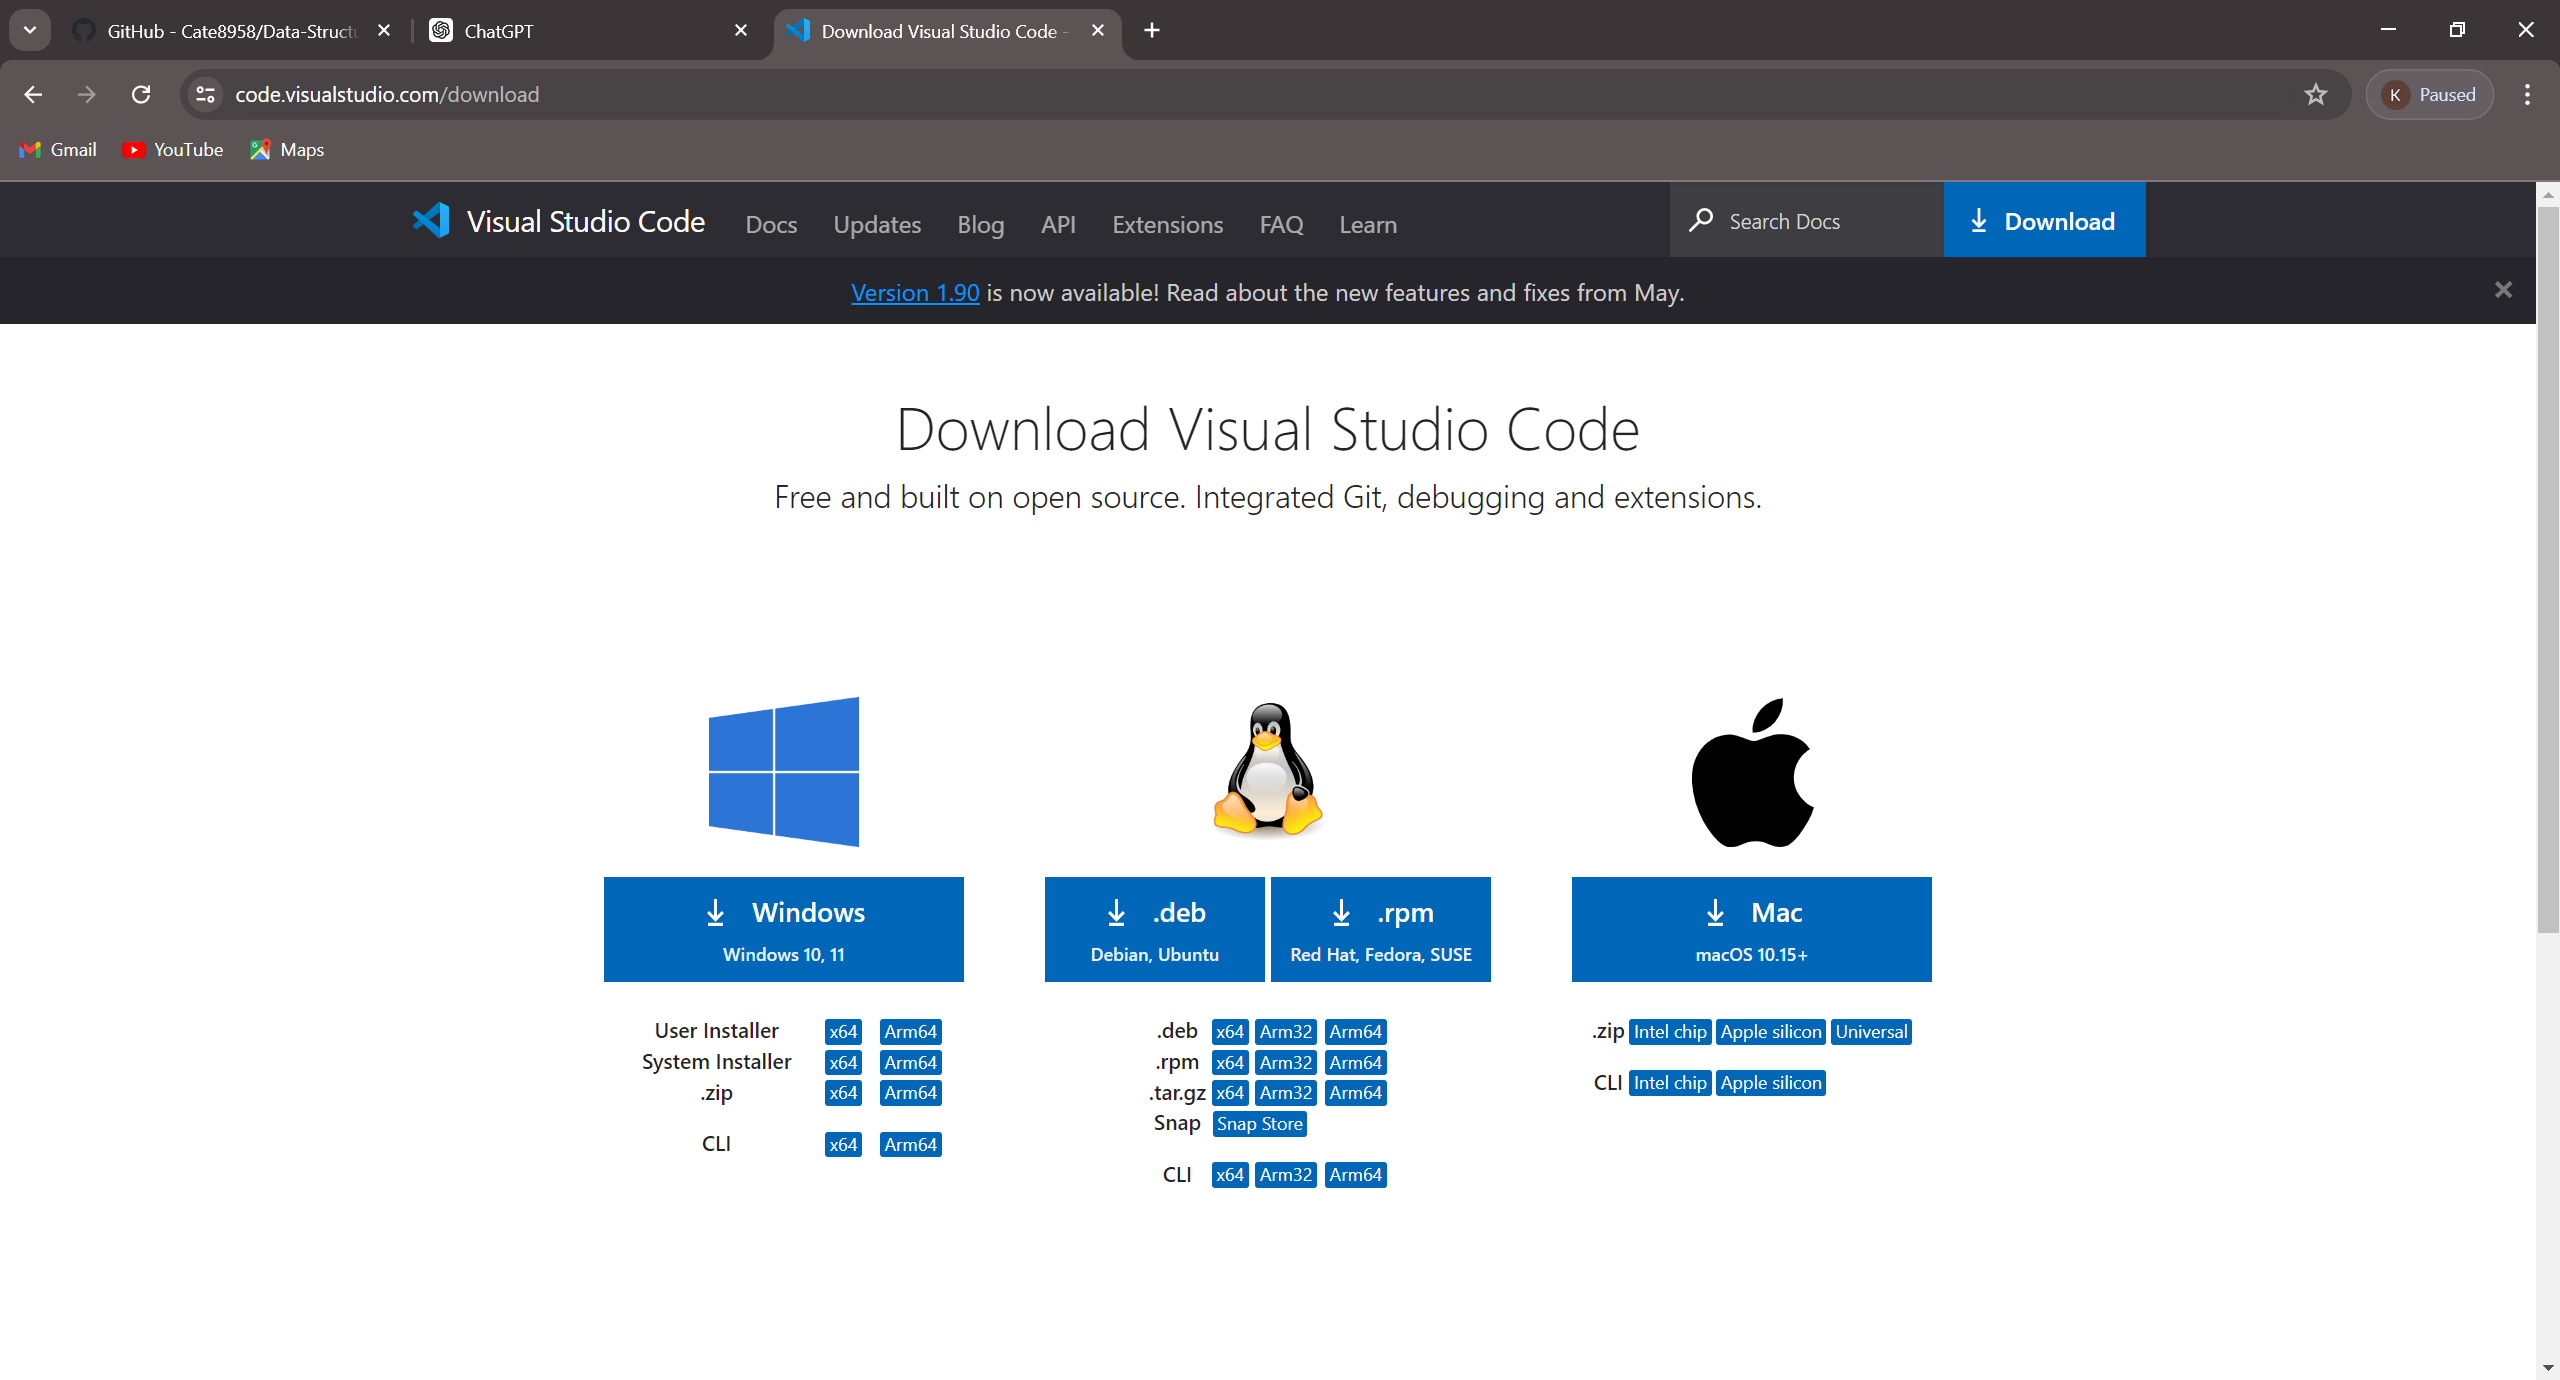 GitHub - Cate8958/Data-Struct
ChatGPT
Download Visual Studio Code -
code.visualstudio.com/download
K Paused
Gmail YouTube Maps
Visual Studio Code Docs Updates Blog API Extensions FAQ Learn Search Docs Download
Version 1.90 is now available! Read about the new features and fixes from May.
Download Visual Studio Code
Free and built on open source. Integrated Git, debugging and extensions.
Windows
Windows 10, 11
User Installer x64 Arm64
System Installer x64 Arm64
.zip x64 Arm64
CLI x64 Arm64
.deb
Debian, Ubuntu
.rpm
Red Hat, Fedora, SUSE
.deb x64 Arm32 Arm64
.rpm x64 Arm32 Arm64
.tar.gz x64 Arm32 Arm64
Snap Snap Store
CLI x64 Arm32 Arm64
Mac
macOS 10.15+
.zip Intel chip Apple silicon Universal
CLI Intel chip Apple silicon